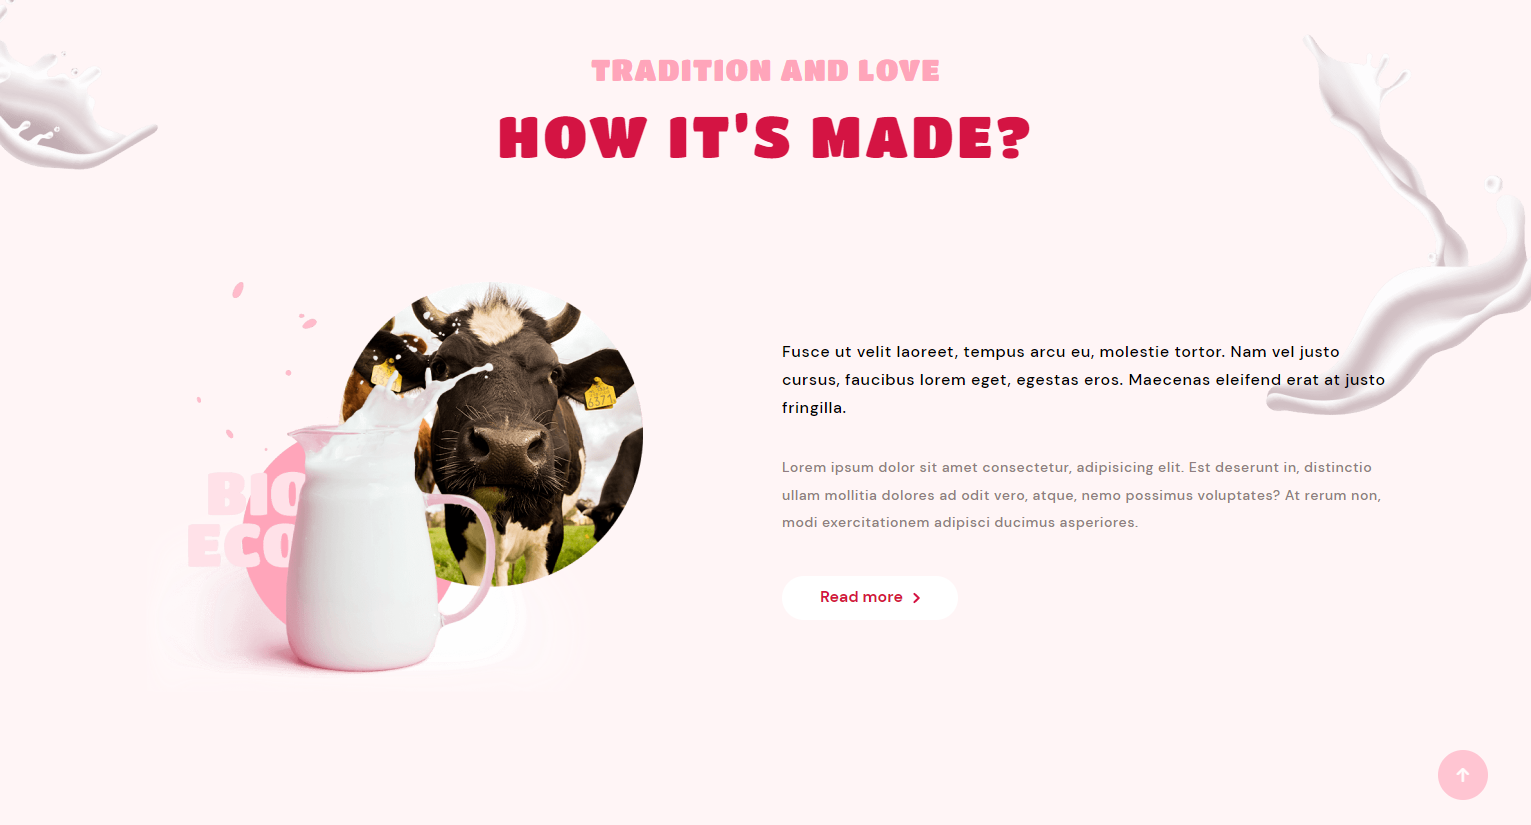 TRADITION AND LOVE
HOW IT'S MADE?
6371
BIO
ECO
Fusce ut velit laoreet, tempus arcu eu, molestie tortor. Nam vel justo
cursus, faucibus lorem eget, egestas eros. Maecenas eleifend erat at justo
fringilla.
Lorem ipsum dolor sit amet consectetur, adipisicing elit. Est deserunt in, distinctio
ullam mollitia dolores ad odit vero, atque, nemo possimus voluptates? At rerum non,
modi exercitationem adipisci ducimus asperiores.
Read more